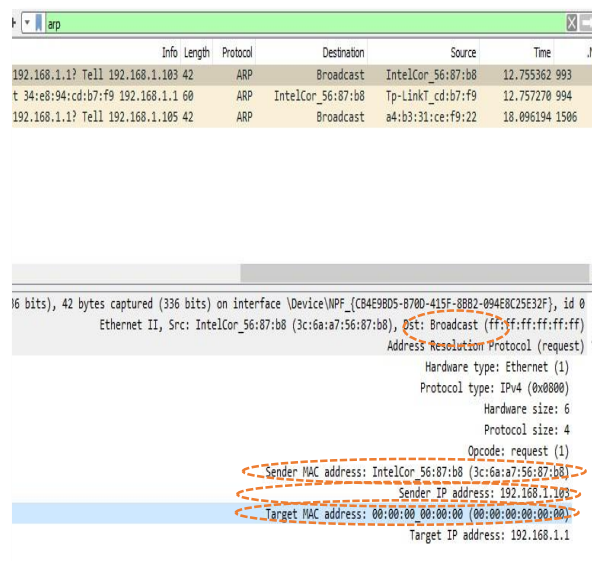 arp
Info Length Protocol Destination Source Time
192.168.1.1? Tell 192.168.1.103 42 ARP Broadcast IntelCor_56:87:b8 12.755362 993
t 34:e8:94:cd:b7:f9 192.168.1.1 60 ARP IntelCor_56:87:b8 Tp-LinkT_cd:b7:f9 12.757270 994
192.168.1.1? Tell 192.168.1.105 42 ARP Broadcast a4:b3:31:ce:f9:22 18.096194 1506
36 bits), 42 bytes captured (336 bits) on interface \Device\NPF_{CB4E9BD5-B70D-415F-8BB2-094E8C25E32F}, id 0
Ethernet II, Src: IntelCor_56:87:b8 (3c:6a:a7:56:87:b8), Dst: Broadcast (ff:ff:ff:ff:ff:ff)
Address Resolution Protocol (request)
Hardware type: Ethernet (1)
Protocol type: IPv4 (0x0800)
Hardware size: 6
Protocol size: 4
Opcode: request (1)
Sender MAC address: IntelCor_56:87:b8 (3c:6a:a7:56:87:b8)
Sender IP address: 192.168.1.103
Target MAC address: 00:00:00_00:00:00 (00:00:00:00:00:00)
Target IP address: 192.168.1.1